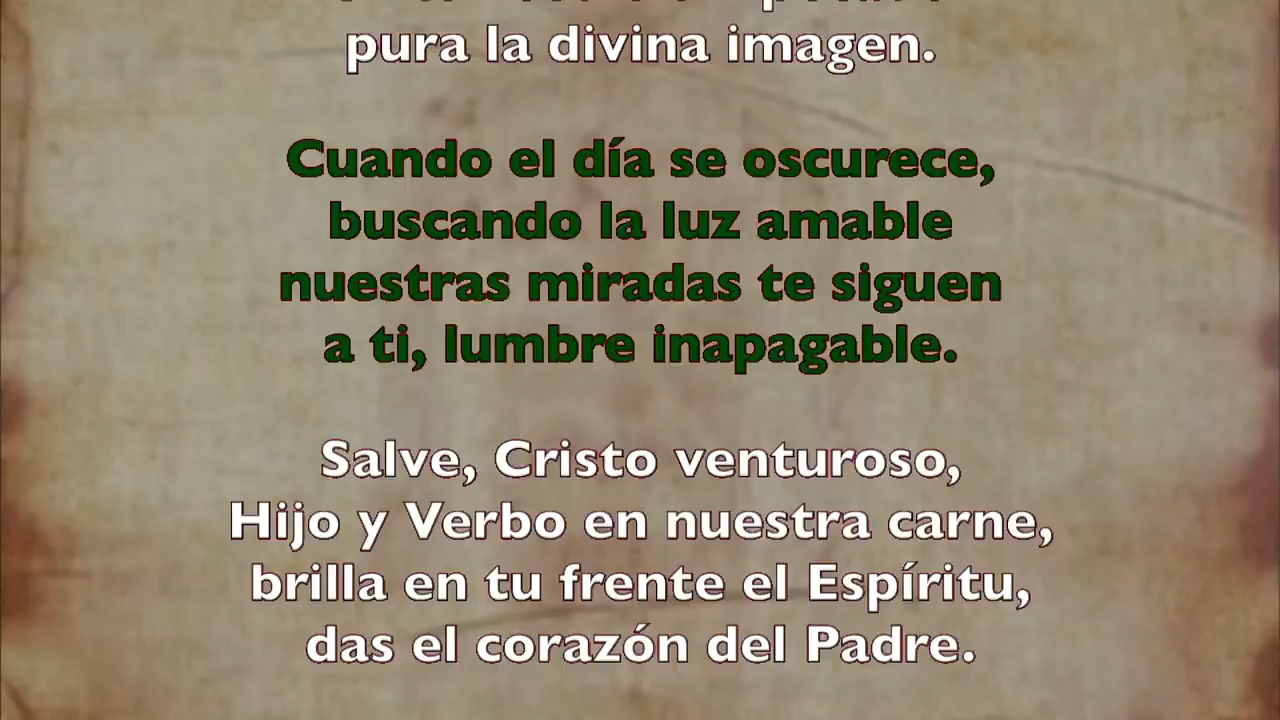 pura la divina imagen.
Cuando el día se oscurece,
buscando la luz amable
nuestras miradas te siguen
a ti, lumbre inapagable.
Salve, Cristo venturoso,
Hijo y Verbo en nuestra carne,
brilla en tu frente el Espíritu,
das el corazón del Padre.